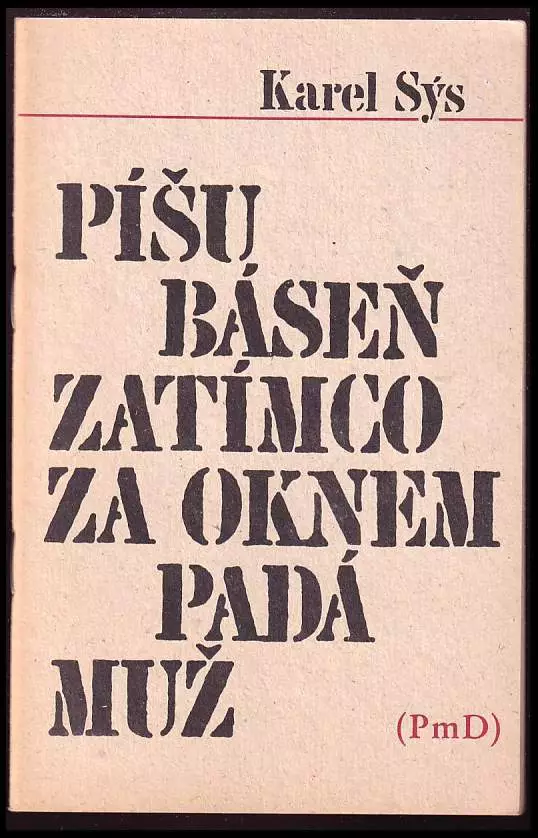 Karel Sýs
PÍŠU
BÁSEŇ
ZATÍMCO
ZA OKNEM
PADÁ
MUŽ
(PmD)